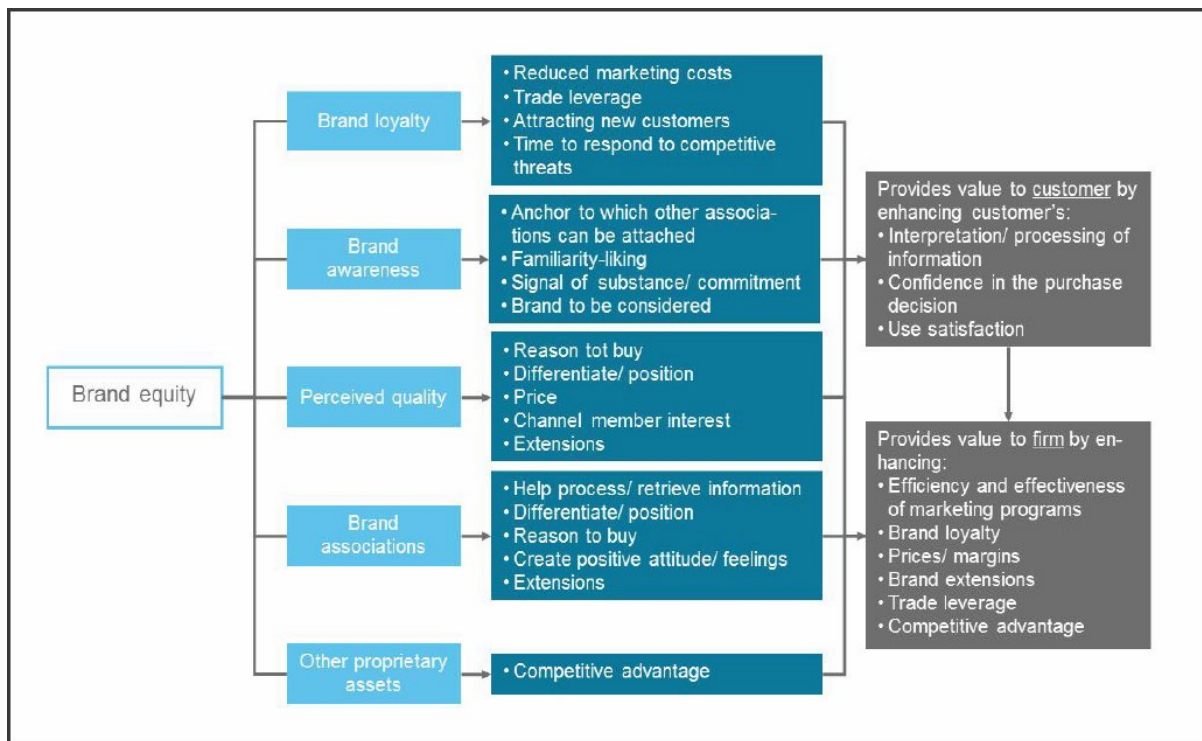 Brand equity
Brand loyalty
• Reduced marketing costs
• Trade leverage
• Attracting new customers
• Time to respond to competitive
threats
Brand
awareness
• Anchor to which other associa-
tions can be attached
• Familiarity-liking
• Signal of substance/ commitment
• Brand to be considered
Perceived quality
• Reason tot buy
• Differentiate/ position
• Price
• Channel member interest
• Extensions
Brand
associations
• Help process/ retrieve information
• Differentiate/ position
• Reason to buy
• Create positive attitude/ feelings
• Extensions
Other proprietary
assets
• Competitive advantage
Provides value to customer by
enhancing customer's:
• Interpretation/ processing of
information
• Confidence in the purchase
decision
• Use satisfaction
Provides value to firm by en-
hancing:
• Efficiency and effectiveness
of marketing programs
• Brand loyalty
• Prices/ margins
• Brand extensions
• Trade leverage
• Competitive advantage